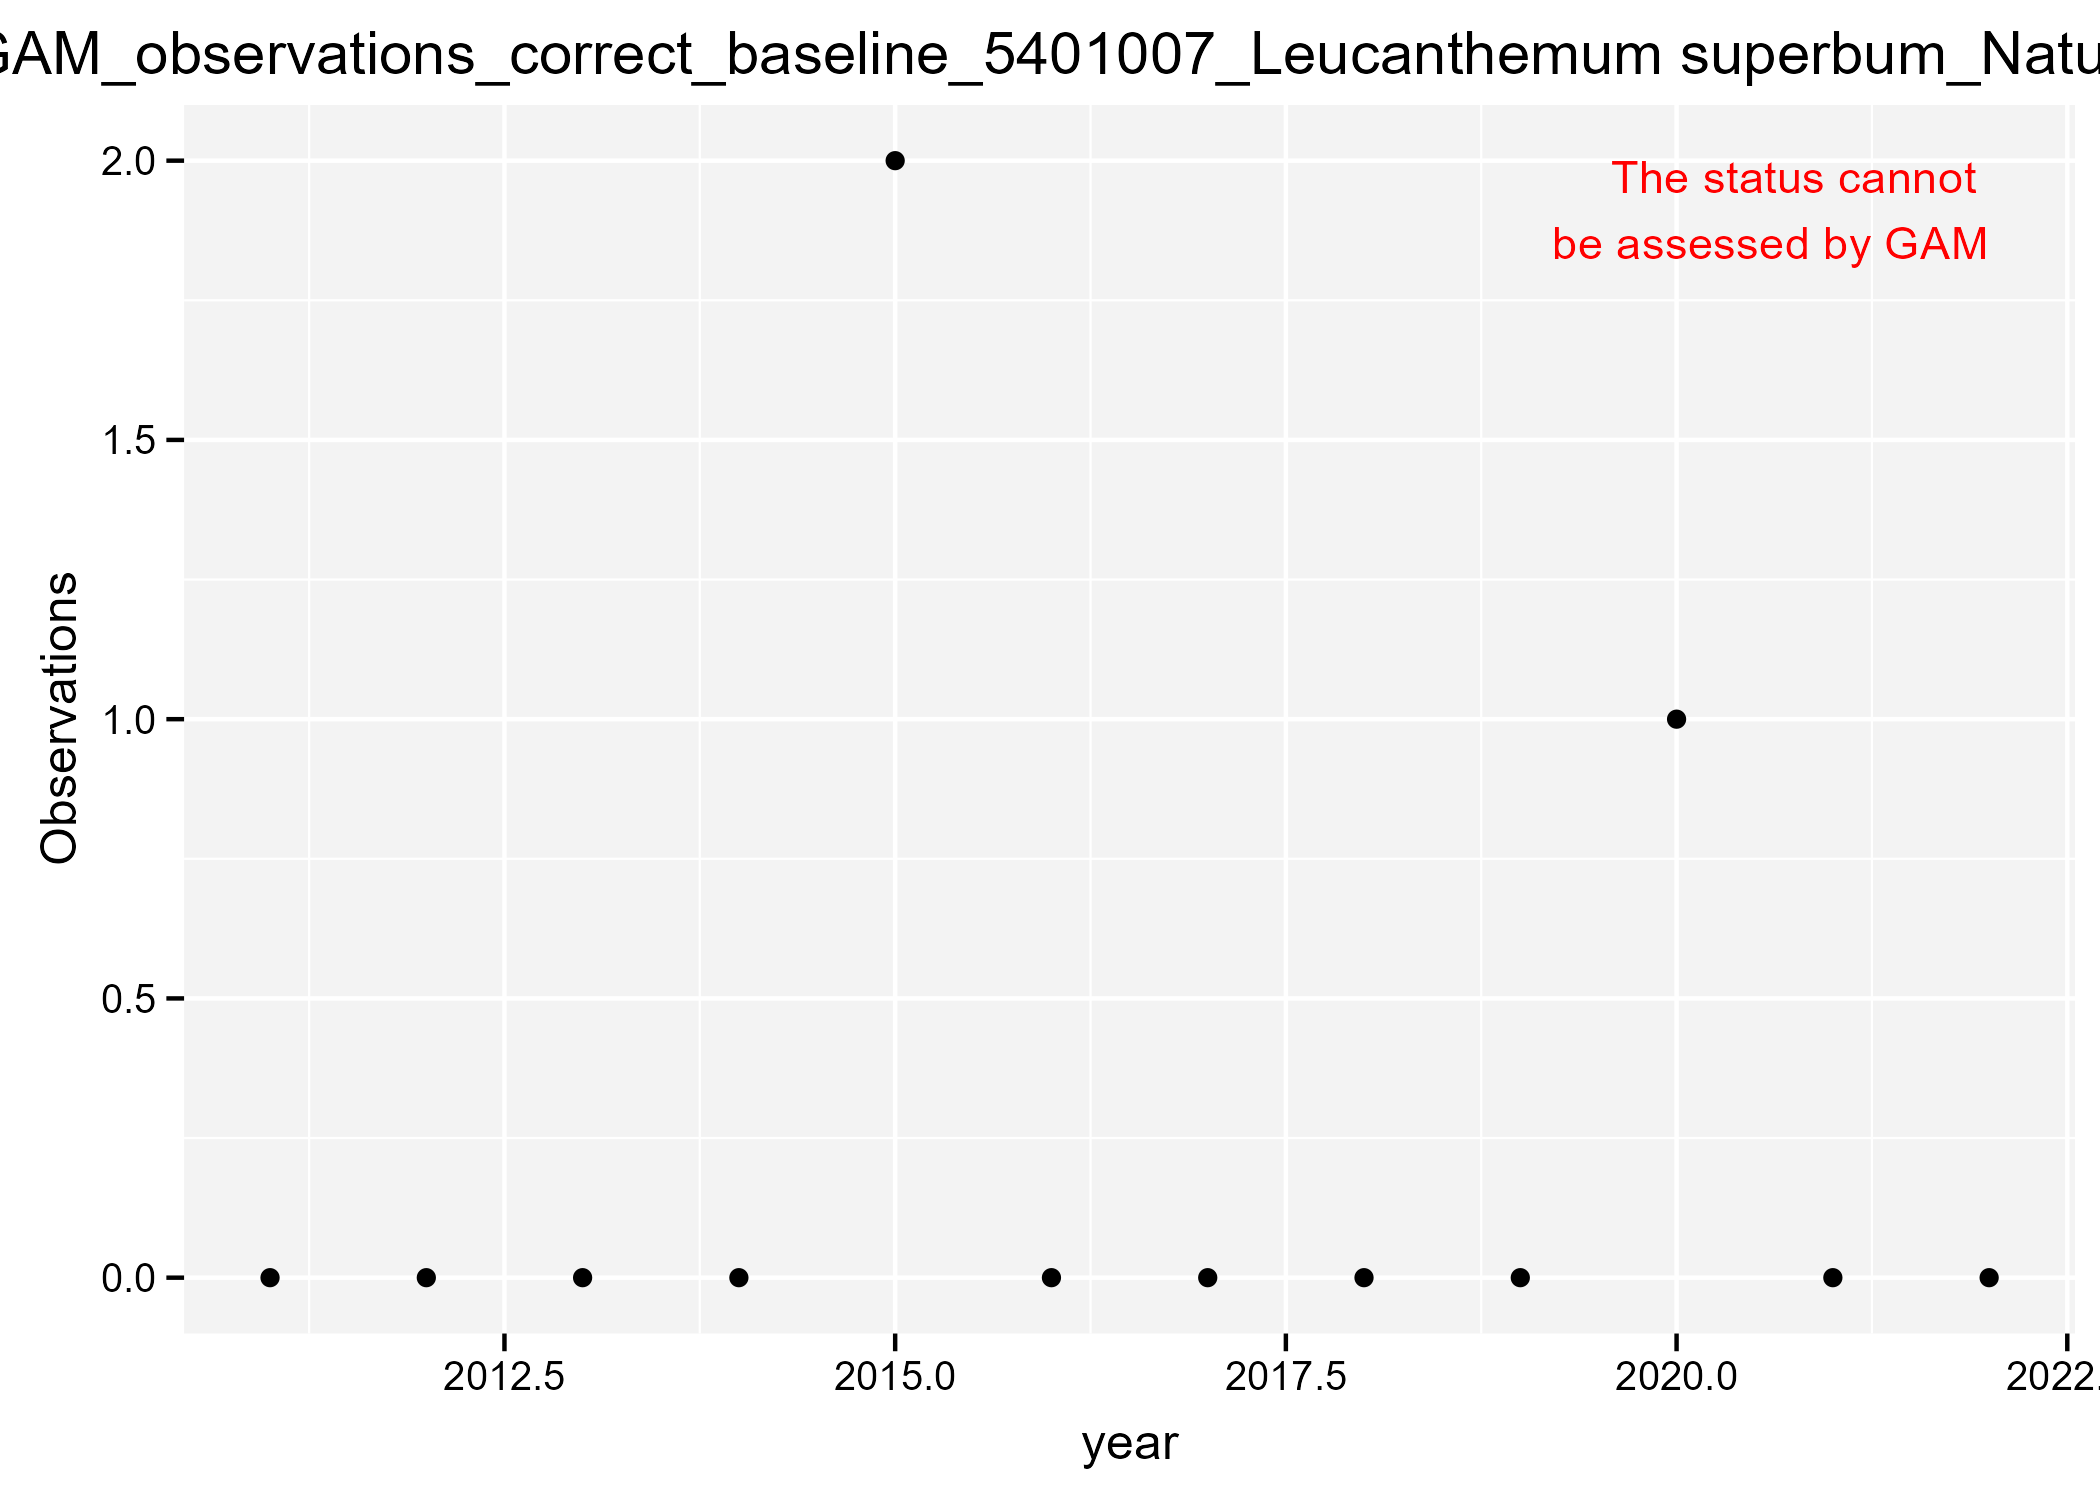 GAM_observations_correct_baseline_5401007_Leucanthemum superbum_Natu
The status cannot
be assessed by GAM
2.0
1.5
1.0
0.5
0.0
Observations
2012.5
2015.0
2017.5
2020.0
2022.
year